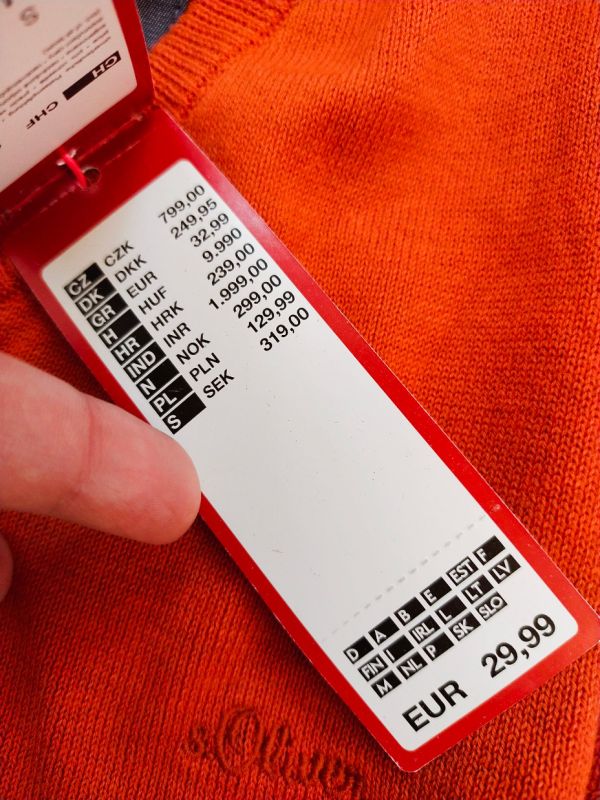 S
CH CHF
CZ CZK 799,00
DK DKK 249,95
GR EUR 32,99
H HUF 9.990
HR HRK 239,00
IND INR 1.999,00
N NOK 299,00
PL PLN 129,99
S SEK 319,00
D A B E EST F
FIN I IRL L LT LV
M NL P SK SLO
EUR 29,99
s.Oliver